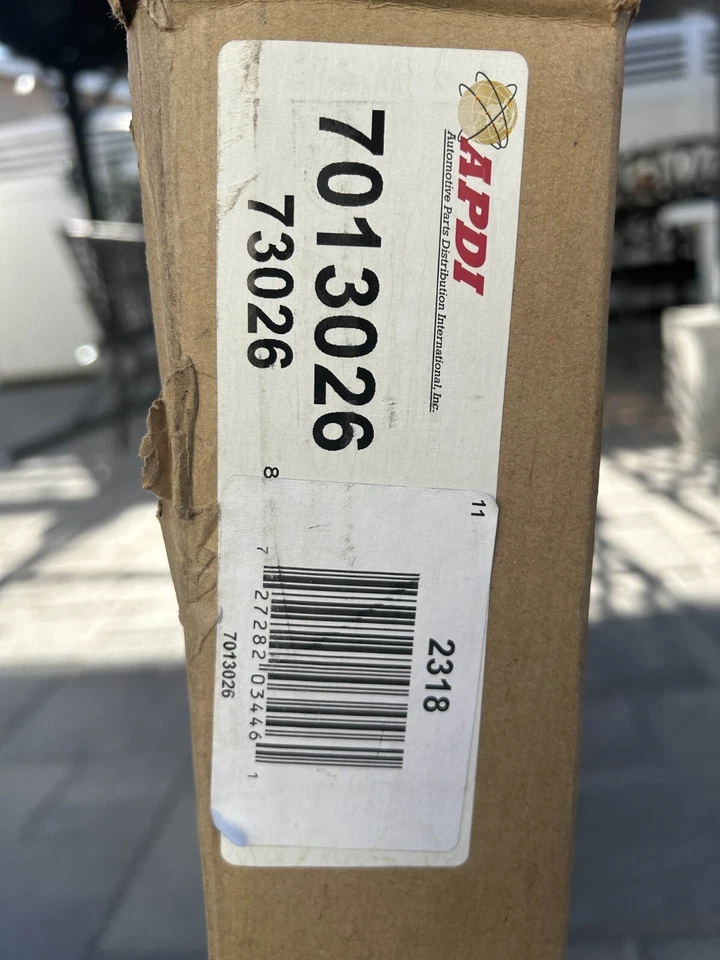 APDI
Automotive Parts Distribution International, Inc.
7013026
73026
8
11
2318
7 27282 03446 1
7013026